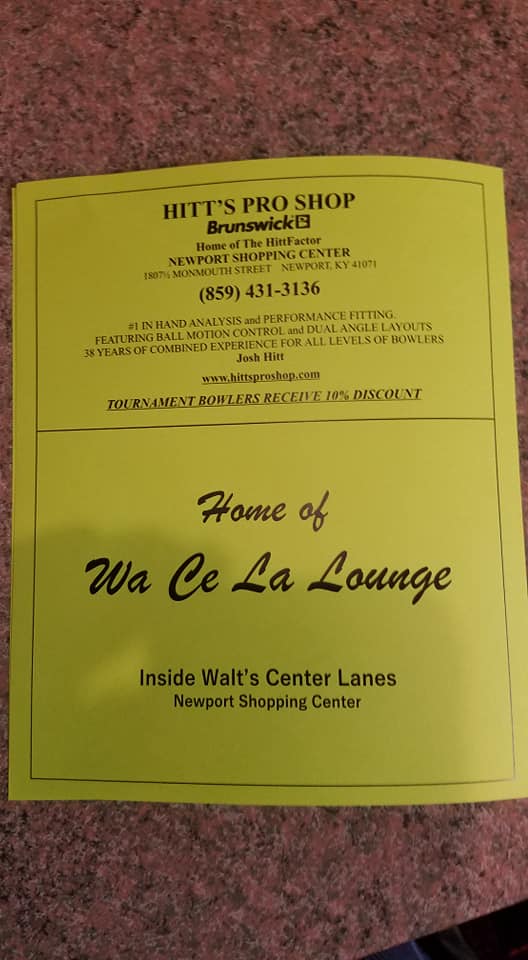 HITT'S PRO SHOP
Brunswick
Home of The HittFactor
NEWPORT SHOPPING CENTER
1807½ MONMOUTH STREET NEWPORT, KY 41071
(859) 431-3136
#1 IN HAND ANALYSIS and PERFORMANCE FITTING.
FEATURING BALL MOTION CONTROL and DUAL ANGLE LAYOUTS
38 YEARS OF COMBINED EXPERIENCE FOR ALL LEVELS OF BOWLERS
Josh Hitt
www.hittsproshop.com
TOURNAMENT BOWLERS RECEIVE 10% DISCOUNT
Home of
Wa Ce La Lounge
Inside Walt's Center Lanes
Newport Shopping Center